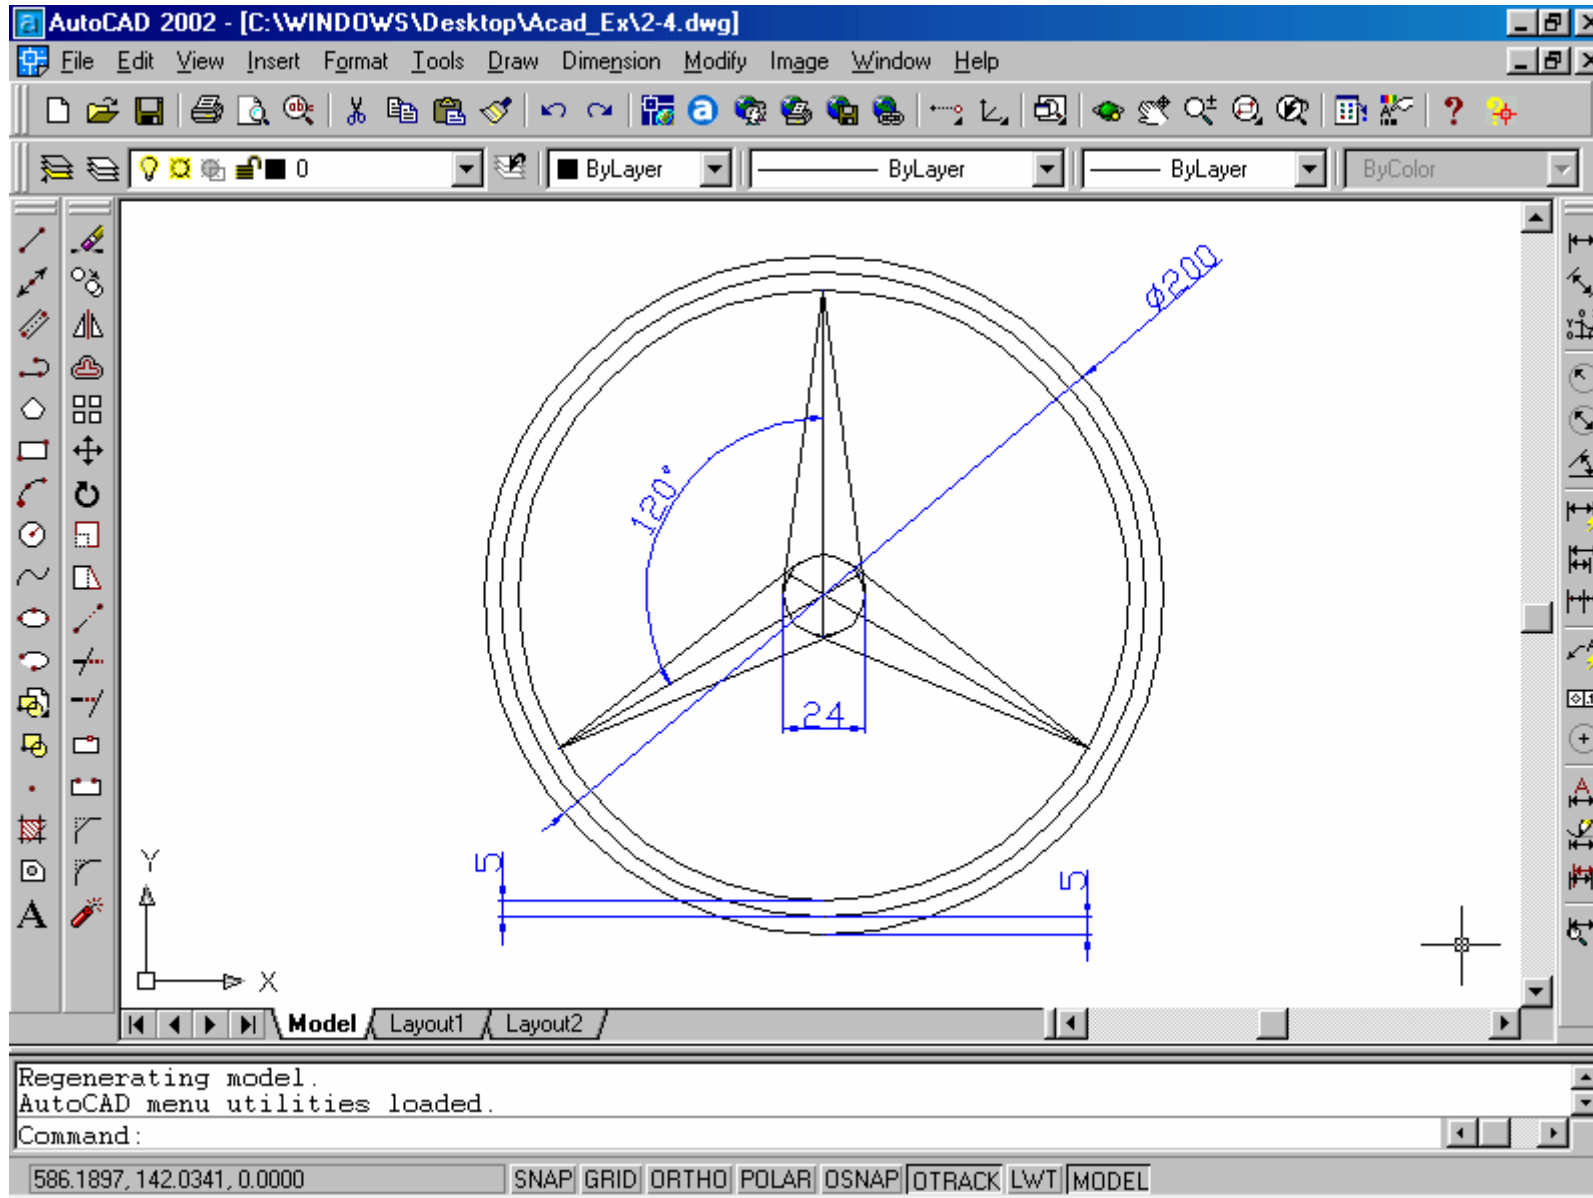 AutoCAD 2002 - [C:\WINDOWS\Desktop\Acad_Ex\2-4.dwg]
File Edit View Insert Format Tools Draw Dimension Modify Image Window Help
0 ByLayer ByLayer ByLayer ByColor
Ø200
120°
24
5
5
Y
X
A
Model Layout1 Layout2
Regenerating model.
AutoCAD menu utilities loaded.
Command:
586.1897, 142.0341, 0.0000 SNAP GRID ORTHO POLAR OSNAP OTRACK LWT MODEL